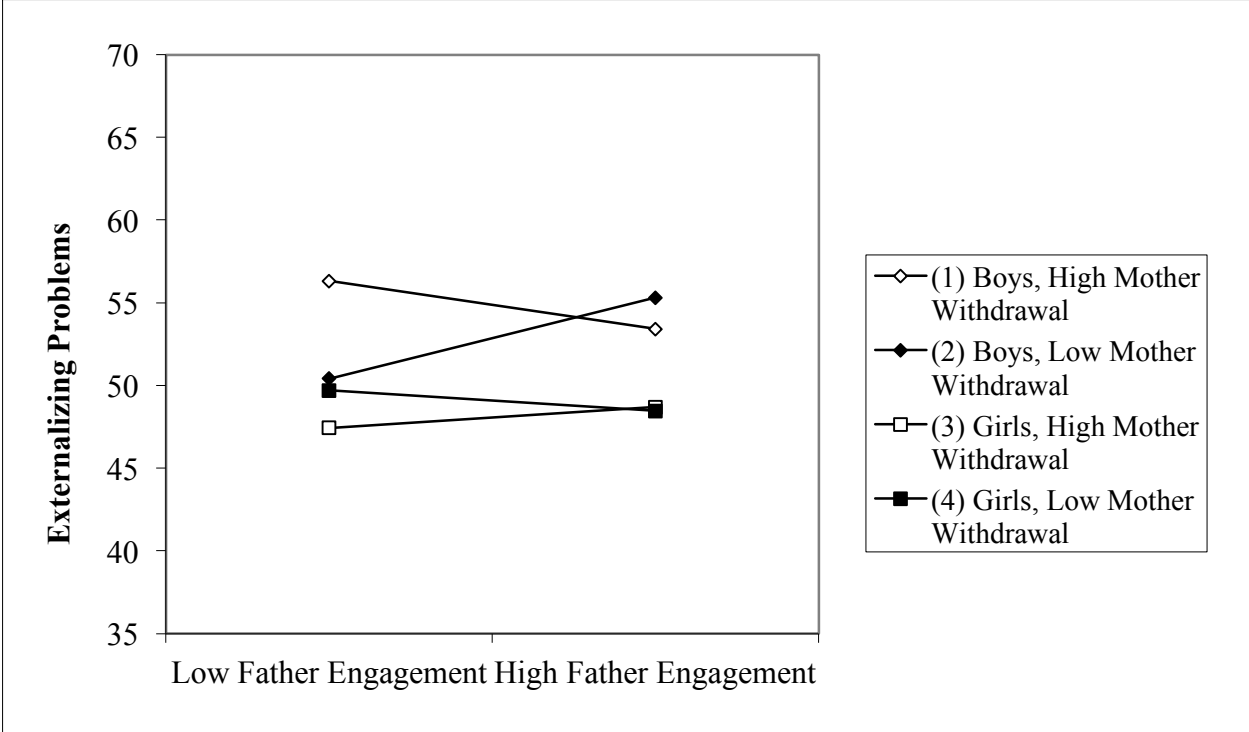 70
65
60
55
50
45
40
35
Externalizing Problems
Low Father Engagement High Father Engagement
(1) Boys, High Mother
Withdrawal
(2) Boys, Low Mother
Withdrawal
(3) Girls, High Mother
Withdrawal
(4) Girls, Low Mother
Withdrawal